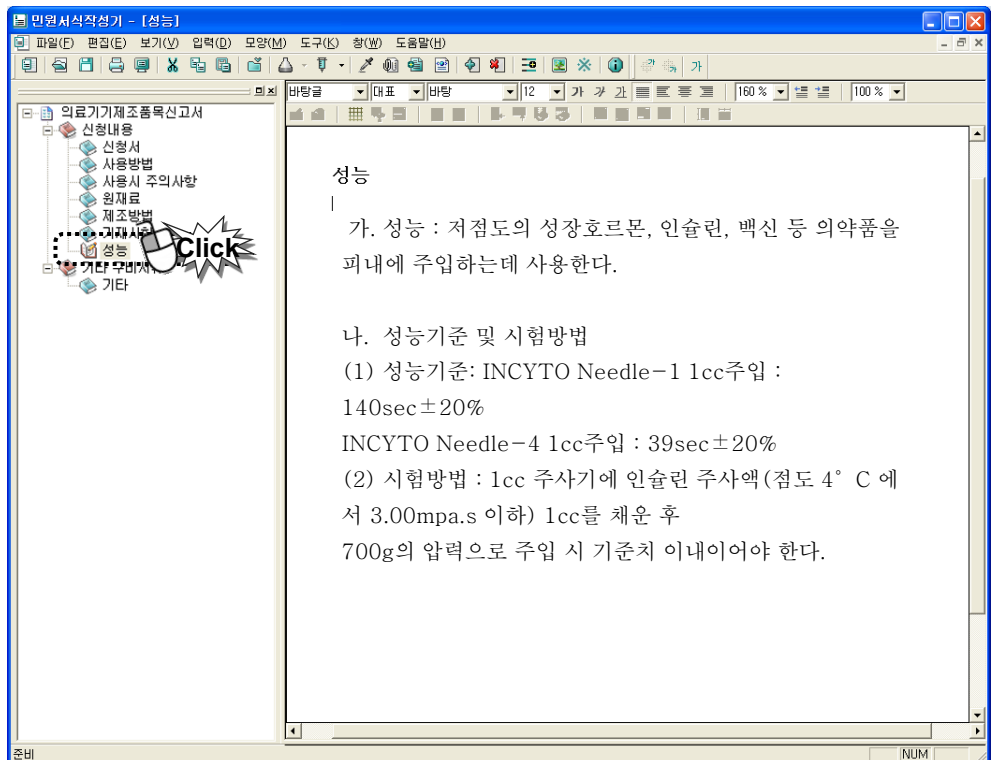 민원서식작성기 - [성능]
파일(F) 편집(E) 보기(V) 입력(D) 모양(M) 도구(K) 창(W) 도움말(H)
가
바탕글 대표 바탕 12 가 가 가 160 % 100 %
의료기기제조품목신고서
신청내용
신청서
사용방법
사용시 주의사항
원재료
제조방법
성능
Click
기타
성능
가. 성능 : 저점도의 성장호르몬, 인슐린, 백신 등 의약품을
피내에 주입하는데 사용한다.
나. 성능기준 및 시험방법
(1) 성능기준: INCYTO Needle-1 1cc주입 :
140sec±20%
INCYTO Needle-4 1cc주입 : 39sec±20%
(2) 시험방법 : 1cc 주사기에 인슐린 주사액(점도 4°C 에
서 3.00mpa.s 이하) 1cc를 채운 후
700g의 압력으로 주입 시 기준치 이내이어야 한다.
준비
NUM